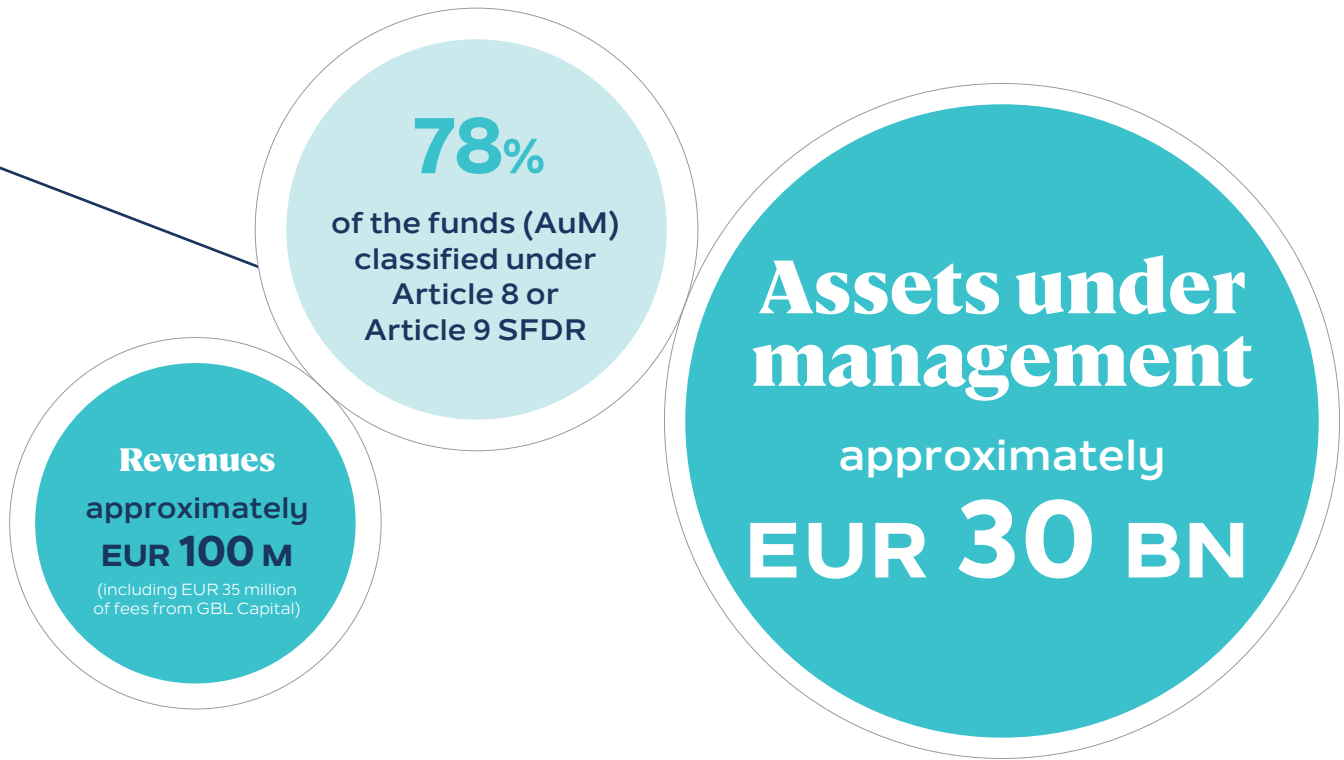 78%
of the funds (AuM)
classified under
Article 8 or
Article 9 SFDR
Assets under
management
approximately
EUR 30 BN
Revenues
approximately
EUR 100 M
(including EUR 35 million
of fees from GBL Capital)